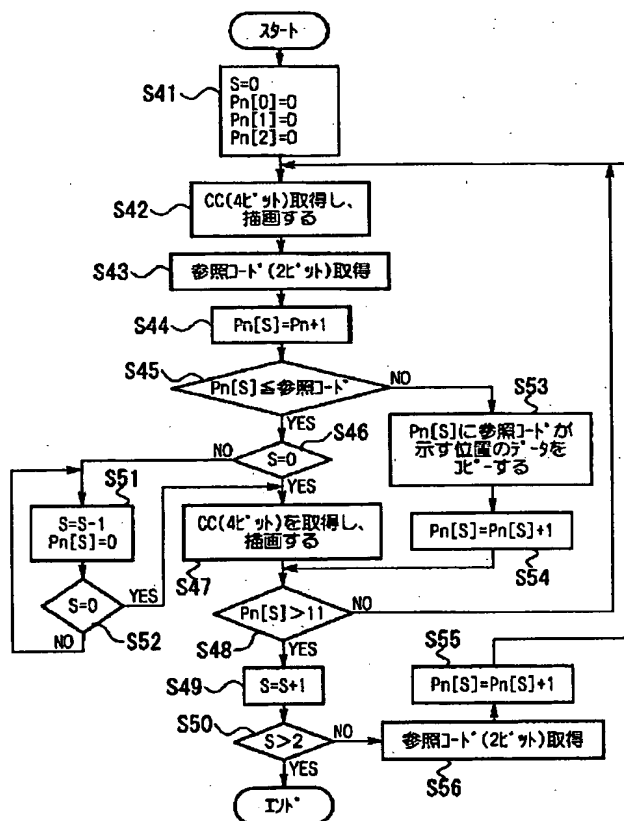 スタート
S41
S=0
Pn[0]=0
Pn[1]=0
Pn[2]=0
S42
CC(4ビット)取得し、
描画する
S43
参照コード(2ビット)取得
S44
Pn[S]=Pn+1
S45
Pn[S]≦参照コード
NO
YES
S53
Pn[S]に参照コードが
示す位置のデータを
コピーする
S46
S=0
NO
YES
S51
S=S-1
Pn[S]=0
CC(4ビット)を取得し、
描画する
S47
Pn[S]=Pn[S]+1
S54
S=0
YES
NO
S52
Pn[S]>11
NO
YES
S48
S49
S=S+1
S55
Pn[S]=Pn[S]+1
S50
S>2
NO
YES
参照コード(2ビット)取得
S56
エンド